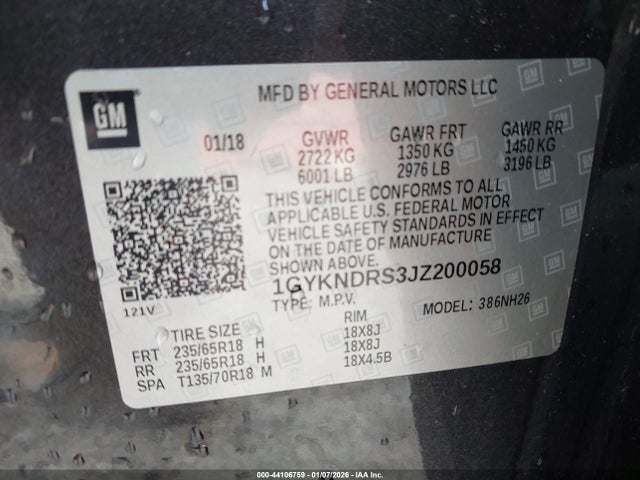 GM
MFD BY GENERAL MOTORS LLC
01/18
GVWR GAWR FRT GAWR RR
2722 KG 1350 KG 1450 KG
6001 LB 2976 LB 3196 LB
THIS VEHICLE CONFORMS TO ALL
APPLICABLE U.S. FEDERAL MOTOR
VEHICLE SAFETY STANDARDS IN EFFECT
ON THE DATE OF MANUFACTURE
SHOWN ABOVE.
1GYKNDRS3JZ200058
121V
TYPE: M.P.V. MODEL: 386NH26
TIRE SIZE RIM
FRT 235/65R18 H 18X8J
RR 235/65R18 H 18X8J
SPA T135/70R18 M 18X4.5B
000-44106759 - 01/07/2026 - IAA Inc.